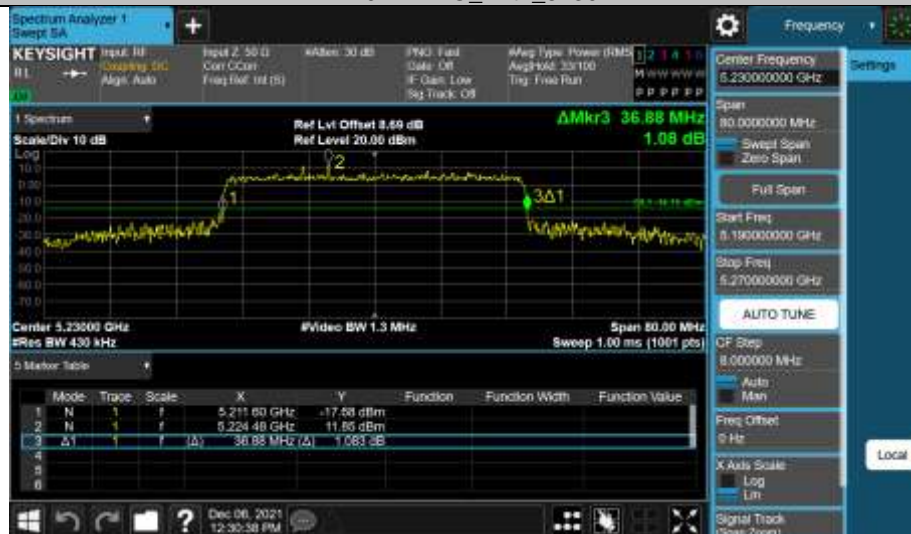 Spectrum Analyzer 1
Swept SA
+
Frequency
KEYSIGHT
Input: RF
Coupling: DC
Align: Auto
Input Z: 50 Ω
Corr CCorr
Freq Ref: Int (S)
#Atten: 30 dB
PNO: Fast
Gate: Off
IF Gain: Low
Sig Track: Off
#Avg Type: Power (RMS
Avg|Hold: 33/100
Trig: Free Run
1 Spectrum
Scale/Div 10 dB
Ref Lvl Offset 8.69 dB
Ref Level 20.00 dBm
ΔMkr3 36.88 MHz
1.08 dB
Log
1
2
3Δ1
Center 5.23000 GHz
#Res BW 430 kHz
#Video BW 1.3 MHz
Span 80.00 MHz
Sweep 1.00 ms (1001 pts)
5 Marker Table
Mode Trace Scale X Y Function Function Width Function Value
1 N 1 f 5.211 60 GHz -17.68 dBm
2 N 1 f 5.224 48 GHz 11.85 dBm
3 Δ1 1 f (Δ) 36.88 MHz (Δ) 1.083 dB
4
5
6
Dec 06, 2021
12:30:38 PM
Center Frequency
5.230000000 GHz
Span
80.0000000 MHz
Swept Span
Zero Span
Full Span
Start Freq
5.190000000 GHz
Stop Freq
5.270000000 GHz
AUTO TUNE
CF Step
8.000000 MHz
Auto
Man
Freq Offset
0 Hz
X Axis Scale
Log
Lin
Signal Track
(Span Zoom)
Settings
Local